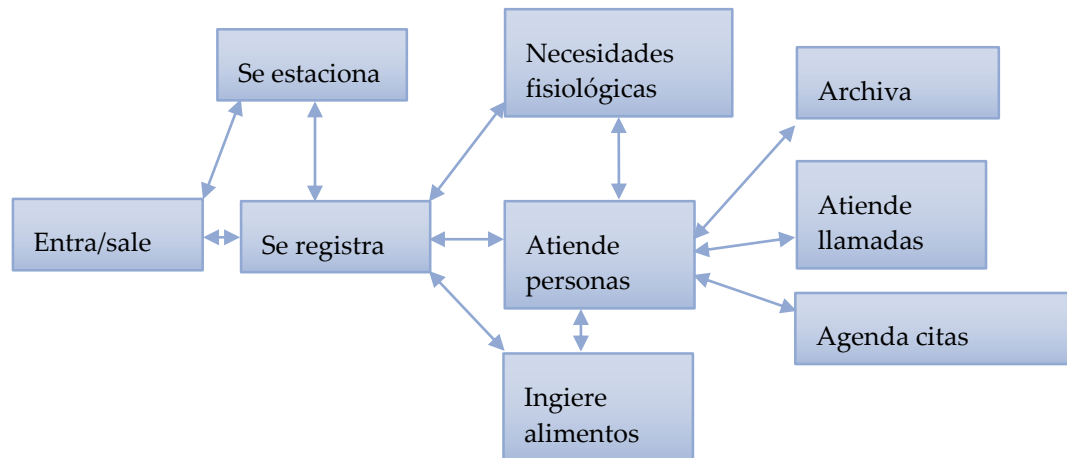 Se estaciona
Necesidades
fisiológicas
Archiva
Entra/sale
Se registra
Atiende
personas
Atiende
llamadas
Agenda citas
Ingiere
alimentos